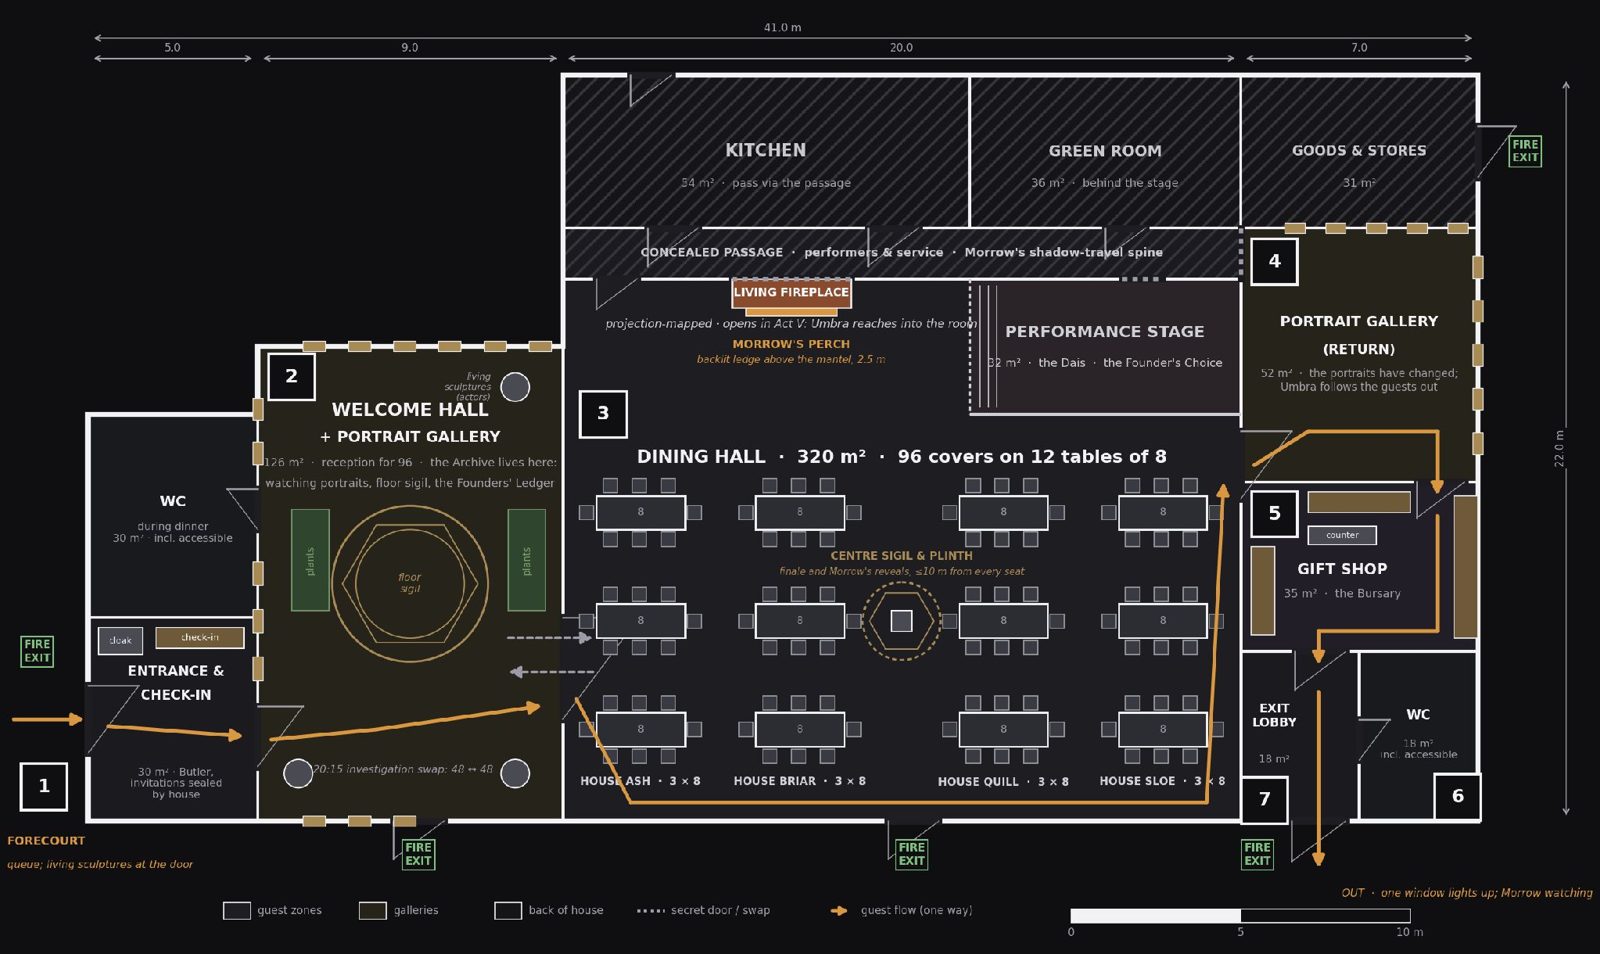 41.0 m
5.0
9.0
20.0
7.0
22.0 m
KITCHEN
54 m² · pass via the passage
GREEN ROOM
36 m² · behind the stage
GOODS & STORES
31 m²
FIRE
EXIT
CONCEALED PASSAGE · performers & service · Morrow's shadow-travel spine
LIVING FIREPLACE
projection-mapped · opens in Act V: Umbra reaches into the room
MORROW'S PERCH
backlit ledge above the mantel, 2.5 m
PERFORMANCE STAGE
32 m² · the Dais · the Founder's Choice
4
PORTRAIT GALLERY
(RETURN)
52 m² · the portraits have changed;
Umbra follows the guests out
2
living
sculptures
(actors)
WELCOME HALL
+ PORTRAIT GALLERY
126 m² · reception for 96 · the Archive lives here:
watching portraits, floor sigil, the Founders' Ledger
plants
floor
sigil
plants
20:15 investigation swap: 48 ↔ 48
WC
during dinner
30 m² · incl. accessible
cloak
check-in
ENTRANCE &
CHECK-IN
30 m² · Butler,
invitations sealed
by house
FIRE
EXIT
1
FORECOURT
queue; living sculptures at the door
3
DINING HALL · 320 m² · 96 covers on 12 tables of 8
8
8
8
8
CENTRE SIGIL & PLINTH
finale and Morrow's reveals, ≤10 m from every seat
8
8
8
8
8
8
8
8
HOUSE ASH · 3 × 8
HOUSE BRIAR · 3 × 8
HOUSE QUILL · 3 × 8
HOUSE SLOE · 3 × 8
5
counter
GIFT SHOP
35 m² · the Bursary
EXIT
LOBBY
18 m²
7
WC
18 m²
incl. accessible
6
FIRE
EXIT
FIRE
EXIT
FIRE
EXIT
OUT · one window lights up; Morrow watching
guest zones
galleries
back of house
secret door / swap
guest flow (one way)
0
5
10 m